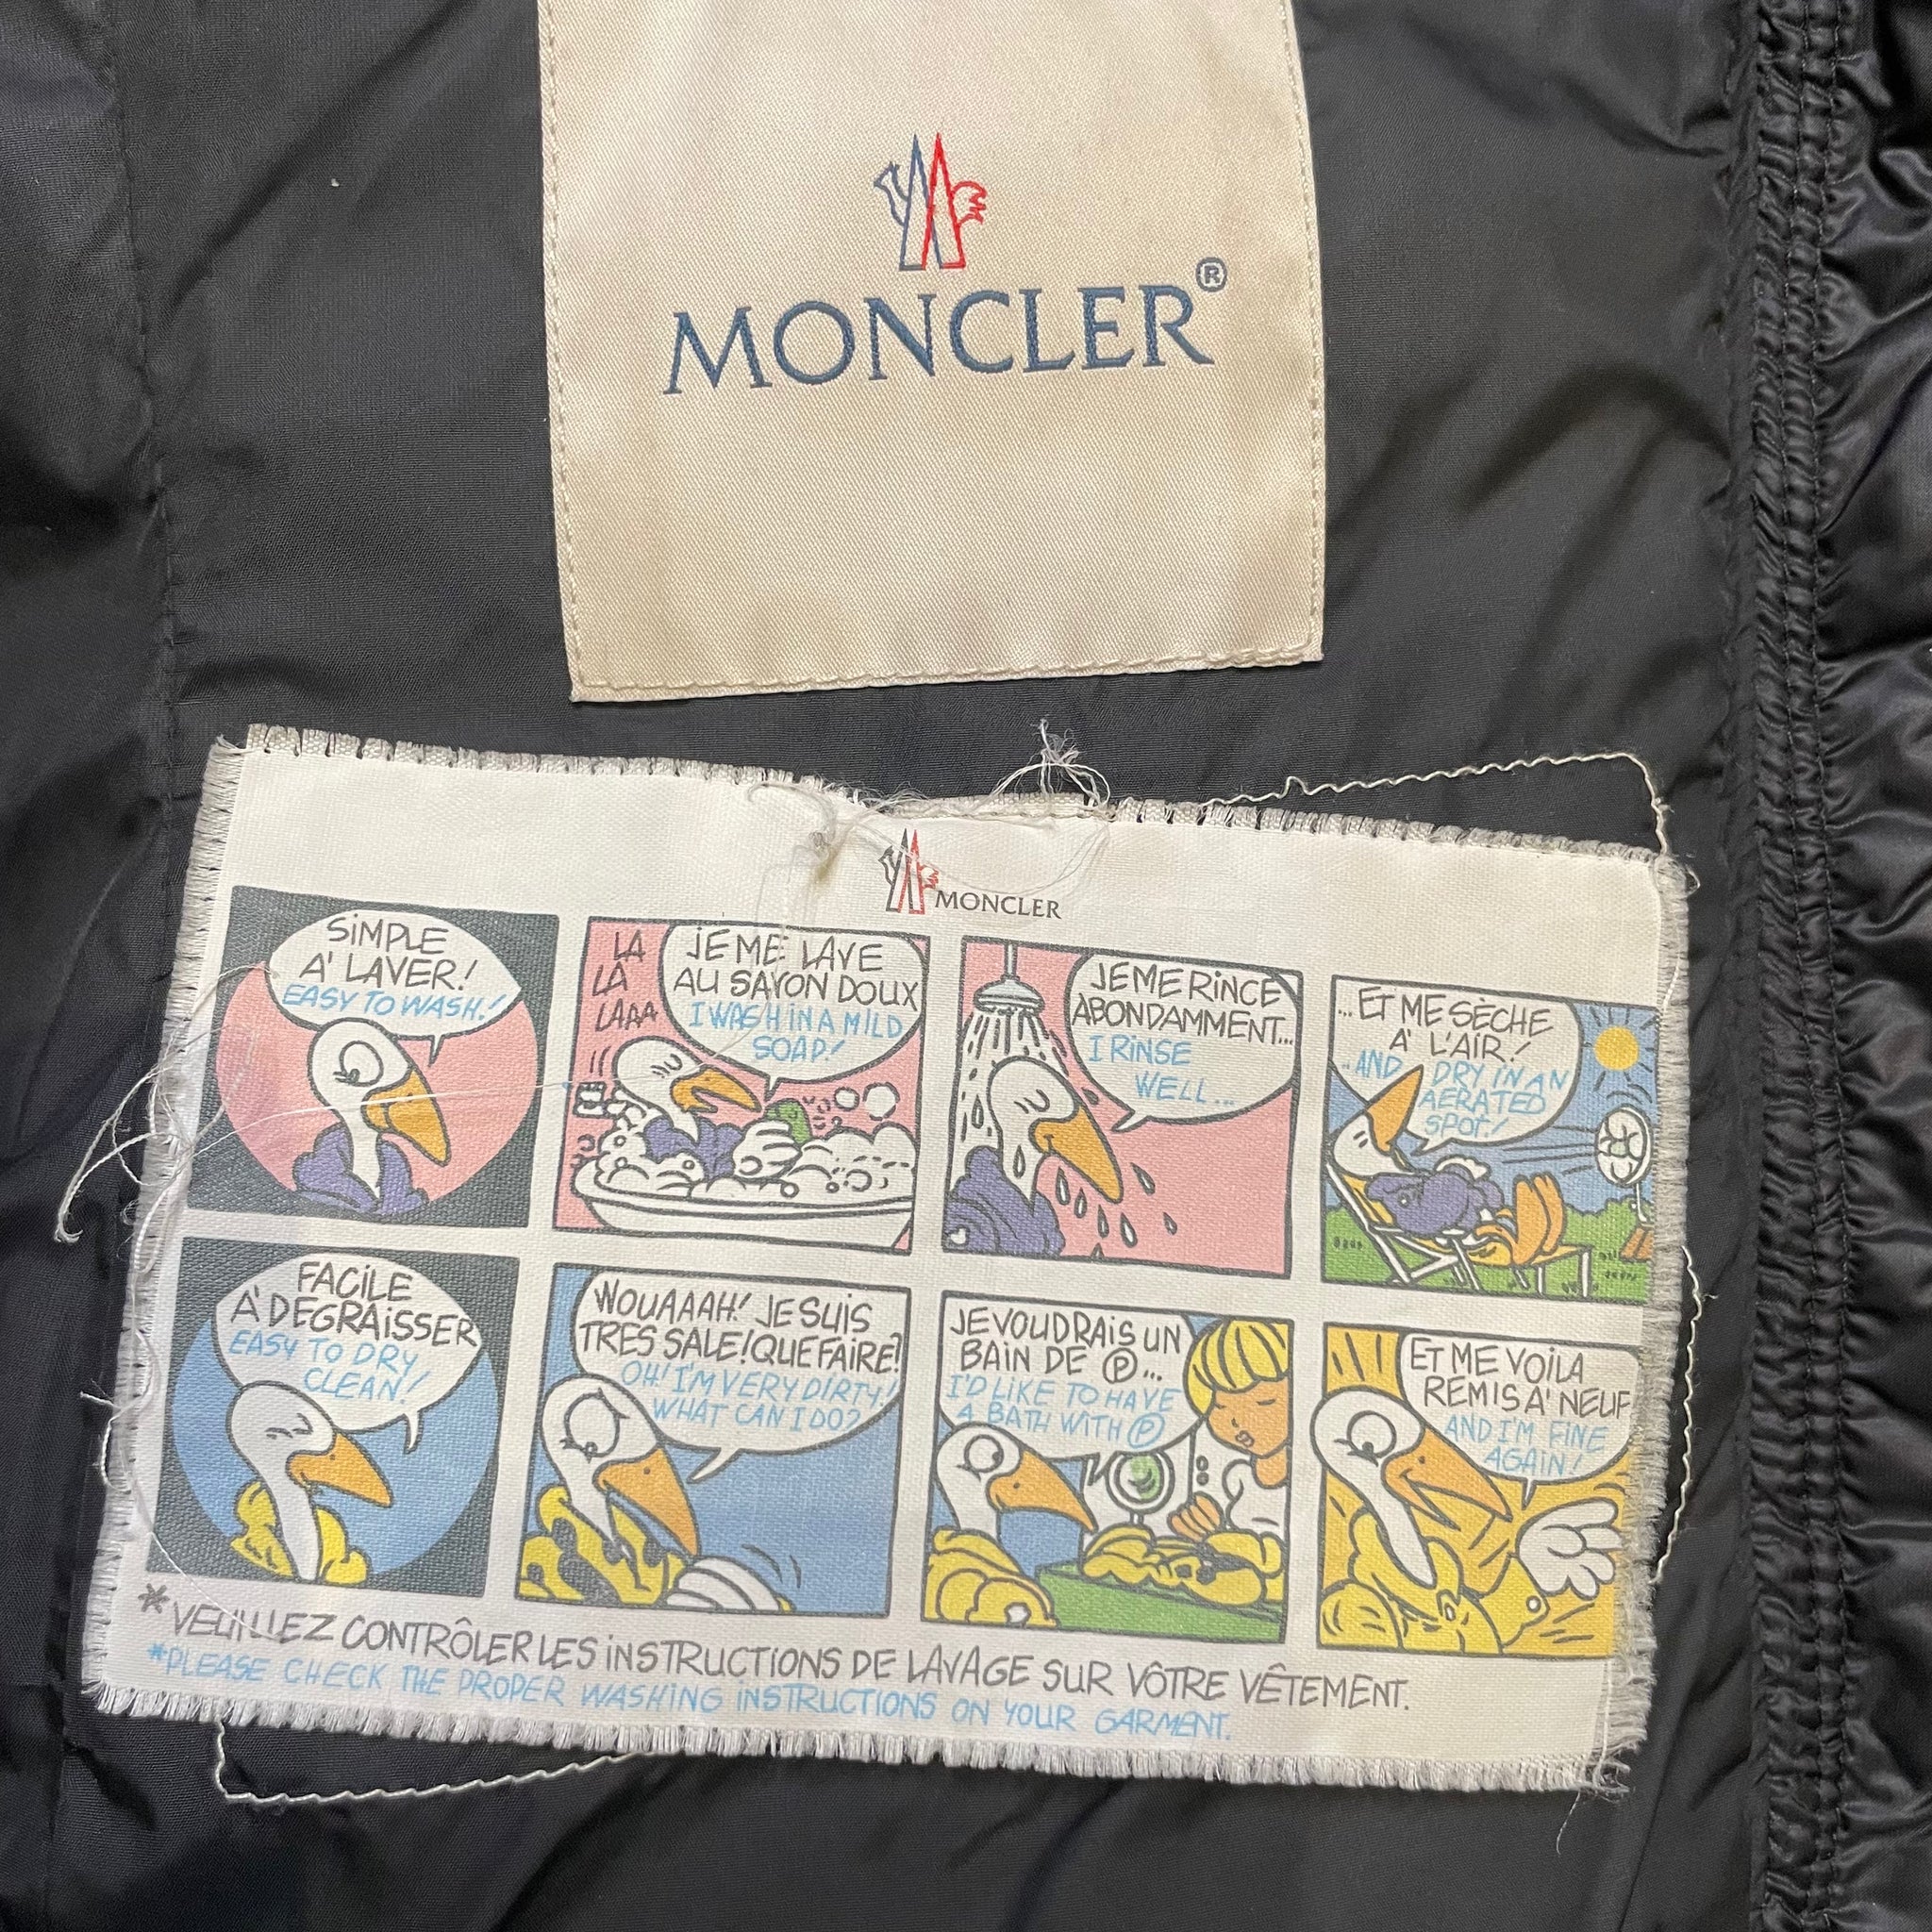 MONCLER®
MONCLER
SiMPLE
A' LAVER!
EASY TO WASH!
LA
LA
LAAA
JE ME LAVE
AU SAVON DOUX
I WASH IN A MILD
SOAP!
JE ME RiNCE
ABONDAMMENT...
I RiNSE
WELL...
...ET ME SÈCHE
A' L'AIR!
..AND DRY IN AN
AERATED
SPOT!
FACiLE
A' DEGRAiSSER
EASY TO DRY
CLEAN!
WOUAAAH! JE SUiS
TRES SALE! QUE FAiRE?
OH! I'M VERY DIRTY!
WHAT CAN I DO?
JE VOUDRAiS UN
BAiN DE Ⓟ...
I'D LIKE TO HAVE
A BATH WITH Ⓟ
ET ME VOiLA
REMiS A' NEUF
AND I'M FINE
AGAIN!
*VEUILLEZ CONTRÔLER LES iNSTRUCTiONS DE LAVAGE SUR VÔTRE VÊTEMENT.
*PLEASE CHECK THE PROPER WASHING iNSTRUCTIONS ON YOUR GARMENT.